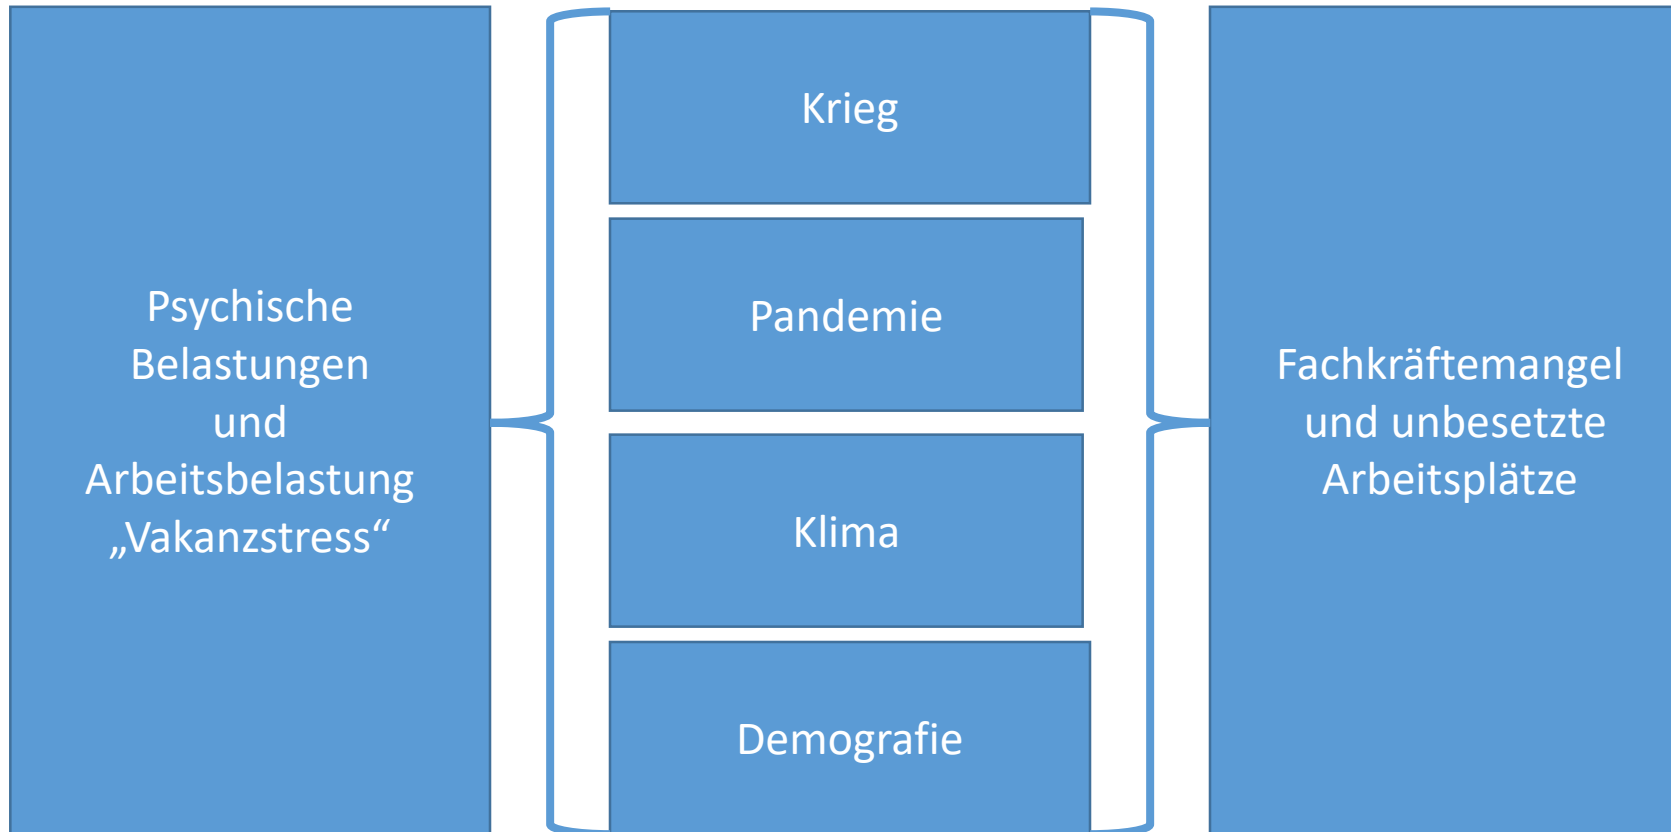 Psychische
Belastungen
und
Arbeitsbelastung
„Vakanzstress“
Krieg
Pandemie
Klima
Demografie
Fachkräftemangel
und unbesetzte
Arbeitsplätze